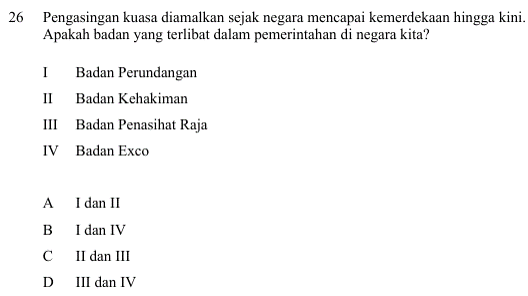 26 Pengasingan kuasa diamalkan sejak negara mencapai kemerdekaan hingga kini.
Apakah badan yang terlibat dalam pemerintahan di negara kita?
I Badan Perundangan
II Badan Kehakiman
III Badan Penasihat Raja
IV Badan Exco
A I dan II
B I dan IV
C II dan III
D III dan IV